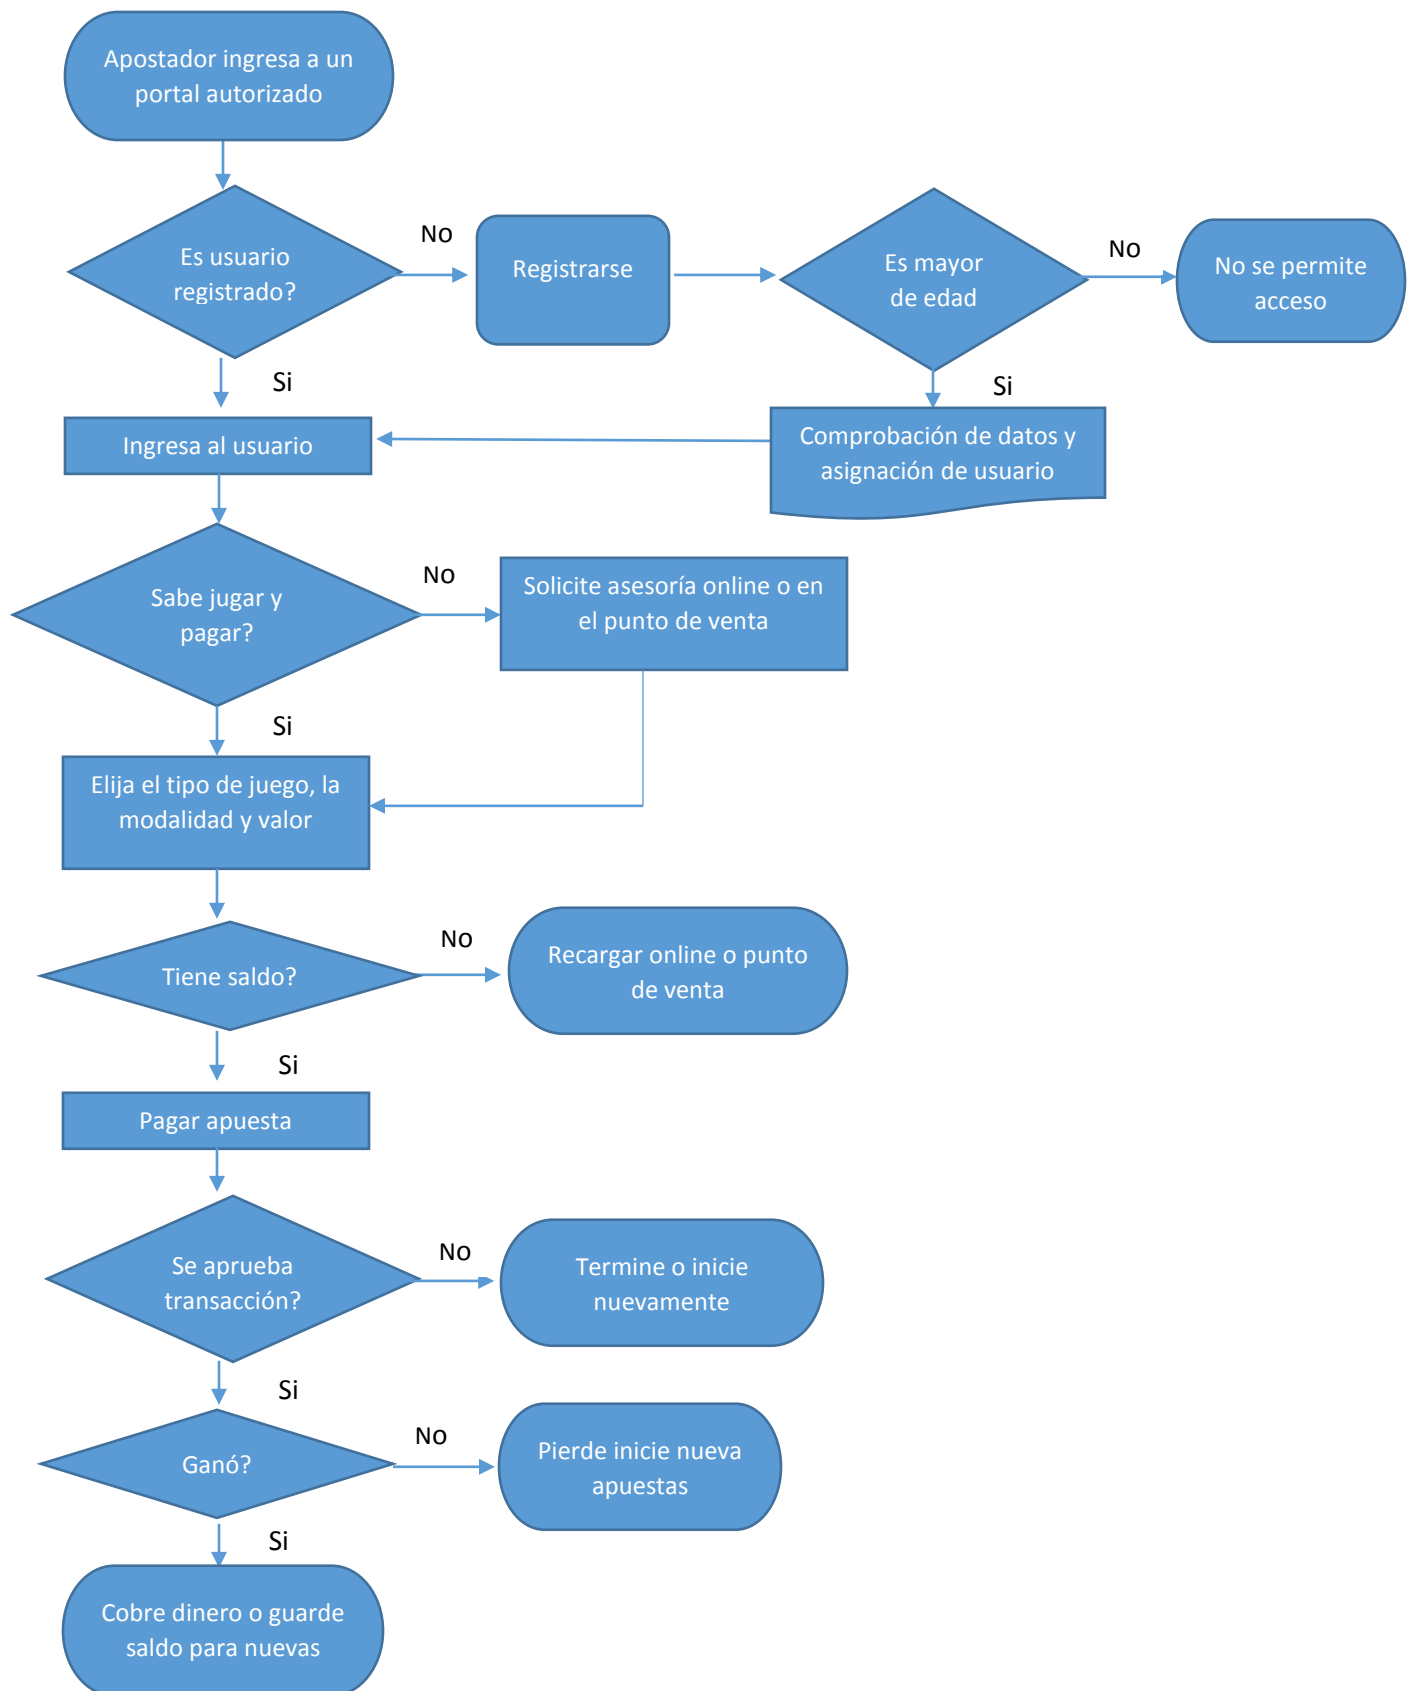 Apostador ingresa a un
portal autorizado
Es usuario
registrado?
No
Registrarse
Es mayor
de edad
No
No se permite
acceso
Si
Si
Ingresa al usuario
Comprobación de datos y
asignación de usuario
Sabe jugar y
pagar?
No
Solicite asesoría online o en
el punto de venta
Si
Elija el tipo de juego, la
modalidad y valor
Tiene saldo?
No
Recargar online o punto
de venta
Si
Pagar apuesta
Se aprueba
transacción?
No
Termine o inicie
nuevamente
Si
Ganó?
No
Pierde inicie nueva
apuestas
Si
Cobre dinero o guarde
saldo para nuevas